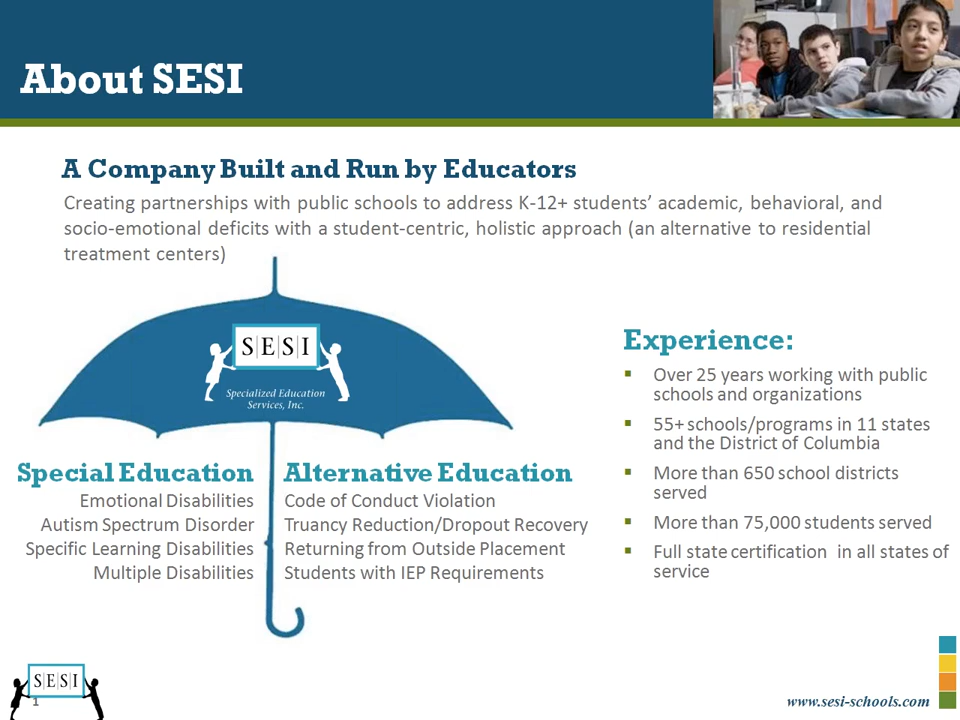 About SESI
A Company Built and Run by Educators
Creating partnerships with public schools to address K-12+ students’ academic, behavioral, and
socio-emotional deficits with a student-centric, holistic approach (an alternative to residential
treatment centers)
S|E|S|I
Specialized Education
Services, Inc.
Special Education
Emotional Disabilities
Autism Spectrum Disorder
Specific Learning Disabilities
Multiple Disabilities
Alternative Education
Code of Conduct Violation
Truancy Reduction/Dropout Recovery
Returning from Outside Placement
Students with IEP Requirements
Experience:
▪ Over 25 years working with public
schools and organizations
▪ 55+ schools/programs in 11 states
and the District of Columbia
▪ More than 650 school districts
served
▪ More than 75,000 students served
▪ Full state certification in all states of
service
S|E|S|I
1
www.sesi-schools.com